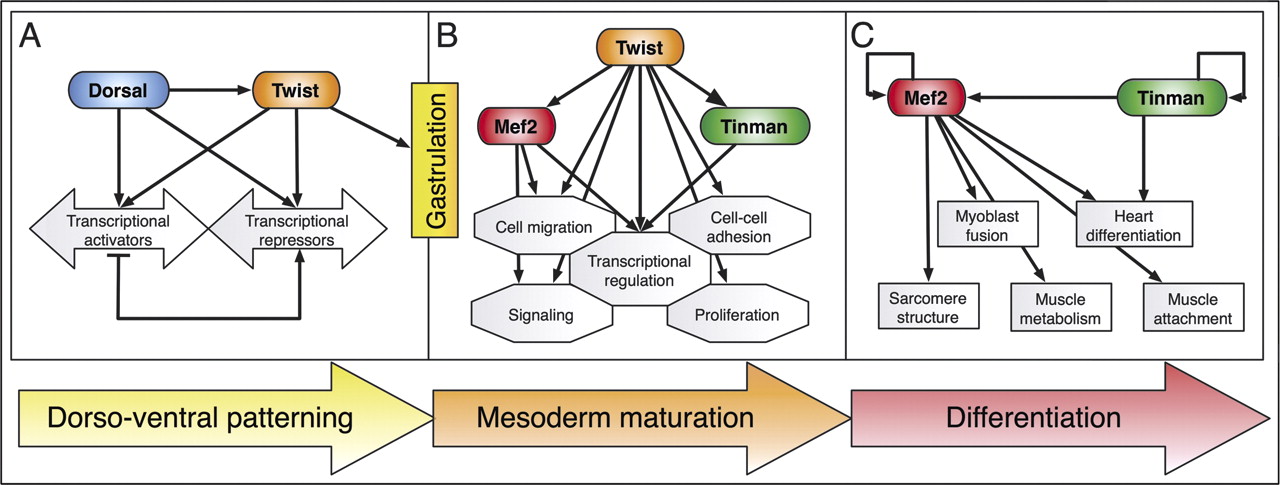 A
Dorsal
Twist
Transcriptional
activators
Transcriptional
repressors
Gastrulation
B
Twist
Mef2
Tinman
Cell migration
Cell-cell
adhesion
Transcriptional
regulation
Signaling
Proliferation
C
Mef2
Tinman
Myoblast
fusion
Heart
differentiation
Sarcomere
structure
Muscle
metabolism
Muscle
attachment
Dorso-ventral patterning
Mesoderm maturation
Differentiation